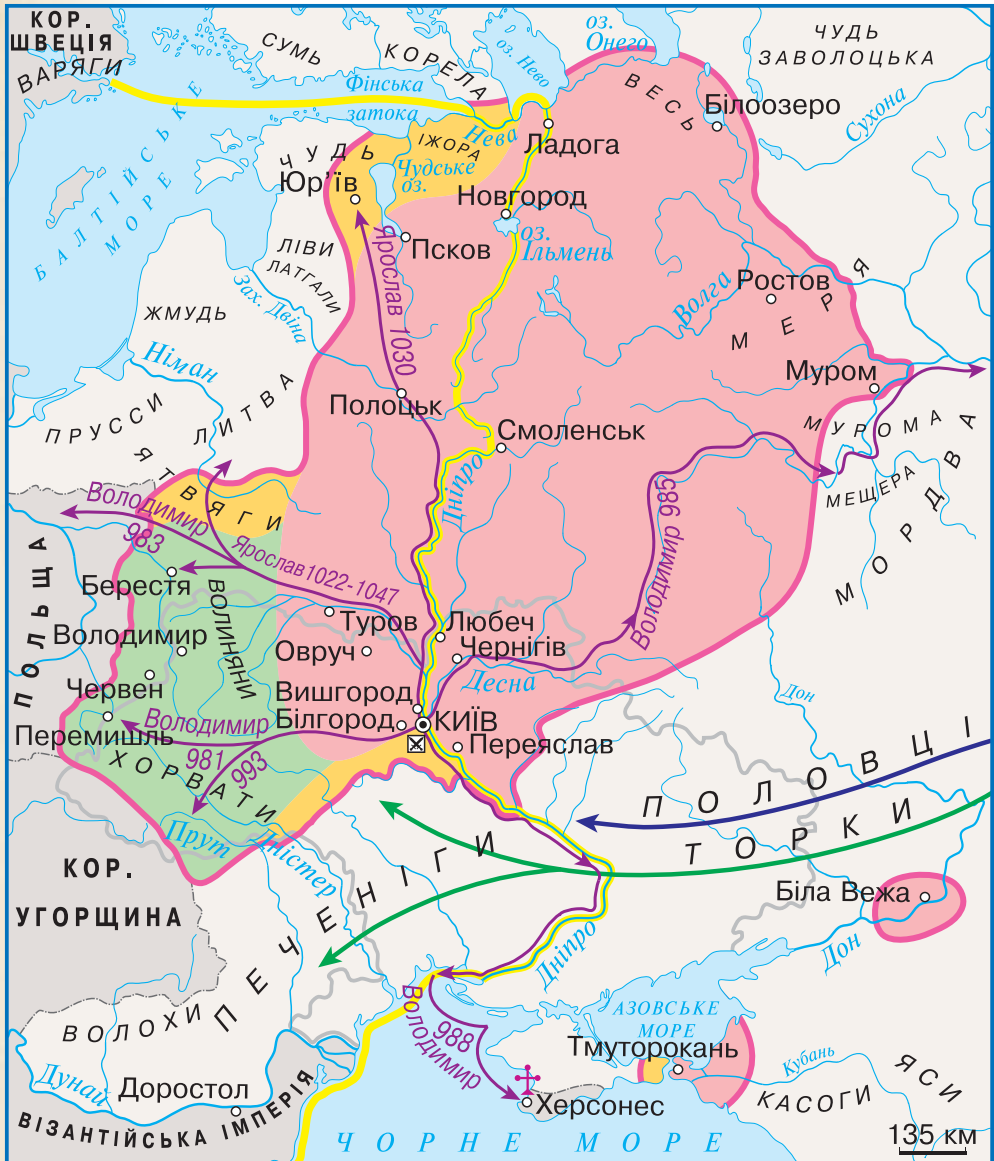 КОР.
ШВЕЦІЯ
ВАРЯГИ
СУМЬ
КОРЕЛА
оз. Нево
оз.
Онего
ЧУДЬ
ЗАВОЛОЦЬКА
Фінська
затока
Нева
ВЕСЬ
Білоозеро
Сухона
БАЛТІЙСЬКЕ
МОРЕ
ЧУДЬ
ІЖОРА
Ладога
Чудське
оз.
Юр'їв
Новгород
оз.
Ільмень
Псков
ЛІВИ
ЛАТГАЛИ
Ярослав 1030
Волга
Ростов
МЕРЯ
Зах. Двіна
ЖМУДЬ
Німан
Муром
ПРУССИ
ЛИТВА
Полоцьк
Смоленськ
МУРОМА
МЕЩЕРА
МОРДВА
ЯТВЯГИ
Дніпро
Володимир 985
Володимир
983
Ярослав 1022-1047
ПОЛЬЩА
Берестя
ВОЛИНЯНИ
Туров
Любеч
Володимир
Овруч
Чернігів
Десна
Червен
Вишгород
Дон
Перемишль
Володимир
981
993
Білгород
КИЇВ
Переяслав
ХОРВАТИ
ПОЛОВЦІ
ТОРКИ
Прут
Дністер
КОР.
УГОРЩИНА
ПЕЧЕНІГИ
Біла Вежа
Дніпро
Дон
ВОЛОХИ
988
Володимир
АЗОВСЬКЕ
МОРЕ
Тмуторокань
Кубань
ЯСИ
КАСОГИ
Дунай
Доростол
Херсонес
ВІЗАНТІЙСЬКА ІМПЕРІЯ
ЧОРНЕ МОРЕ
135 км